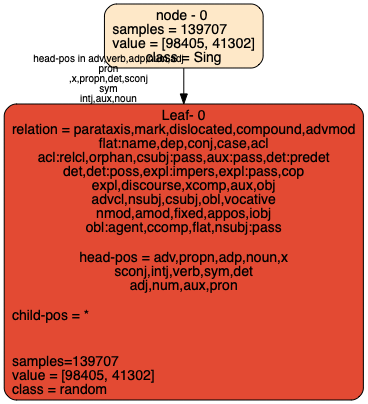 node - 0
samples = 139707
value = [98405, 41302]
class = Sing
head-pos in adv,verb,adp,num,adj
pron
,x,propn,det,sconj
sym
intj,aux,noun
Leaf- 0
relation = parataxis,mark,dislocated,compound,advmod
flat:name,dep,conj,case,acl
acl:relcl,orphan,csubj:pass,aux:pass,det:predet
det,det:poss,expl:impers,expl:pass,cop
expl,discourse,xcomp,aux,obj
advcl,nsubj,csubj,obl,vocative
nmod,amod,fixed,appos,iobj
obl:agent,ccomp,flat,nsubj:pass
head-pos = adv,propn,adp,noun,x
sconj,intj,verb,sym,det
adj,num,aux,pron
child-pos = *
samples=139707
value = [98405, 41302]
class = random